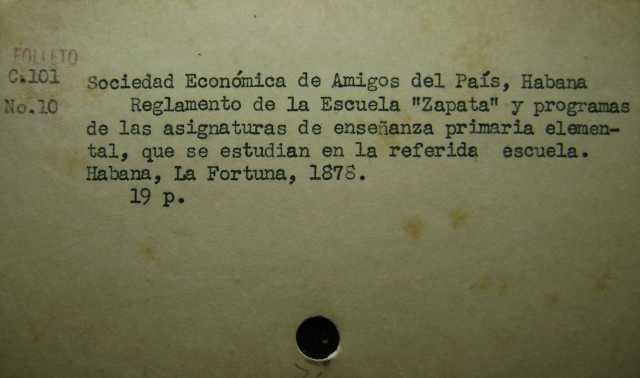 FOLLETO
C.101
No.10
Sociedad Económica de Amigos del País, Habana
Reglamento de la Escuela "Zapata" y programas
de las asignaturas de enseñanza primaria elemen-
tal, que se estudian en la referida escuela.
Habana, La Fortuna, 1878.
19 p.